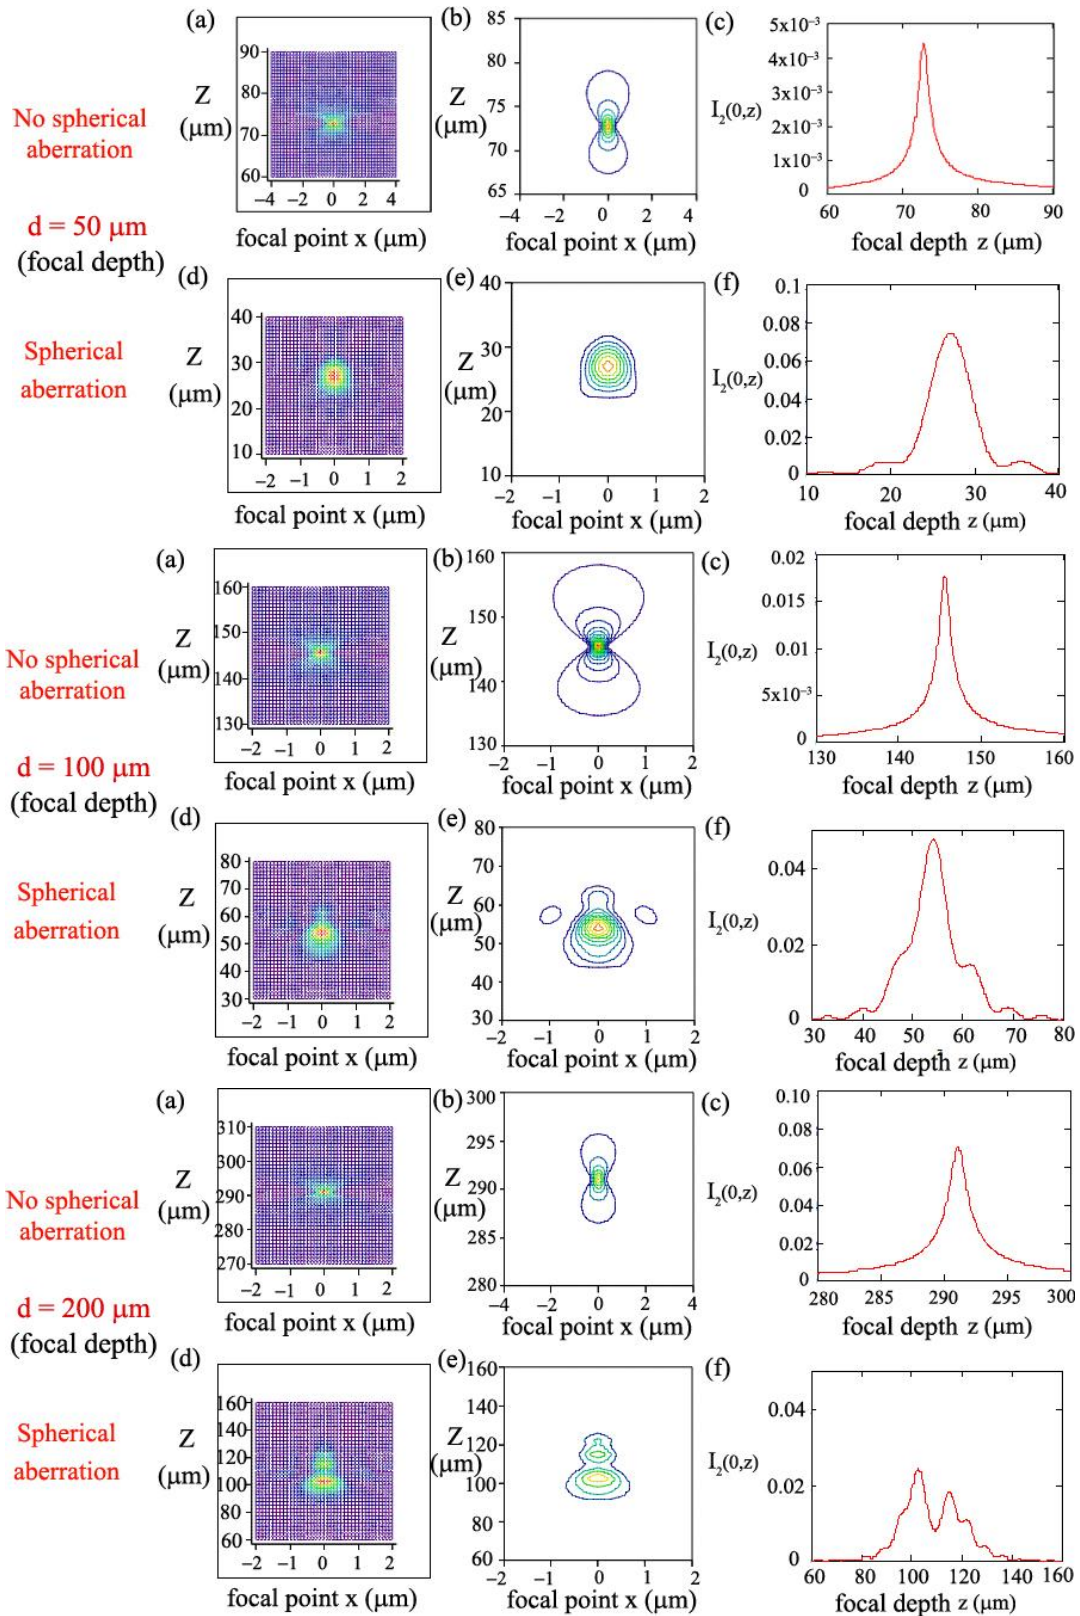 (a)
(b)
(c)
No spherical
aberration
d = 50 μm
(focal depth)
Z
(μm)
90
80
70
60
−4 −2 0 2 4
focal point x (μm)
Z
(μm)
85
80
75
70
65
−4 −2 0 2 4
focal point x (μm)
I₂(0,z)
5x10⁻³
4x10⁻³
3x10⁻³
2x10⁻³
1x10⁻³
0
60 70 80 90
focal depth z (μm)
(d)
(e)
(f)
Spherical
aberration
Z
(μm)
40
30
20
10
−2 −1 0 1 2
focal point x (μm)
Z
(μm)
40
30
20
10
−2 −1 0 1 2
focal point x (μm)
I₂(0,z)
0.1
0.08
0.06
0.04
0.02
0
10 20 30 40
focal depth z (μm)
(a)
(b)
(c)
No spherical
aberration
d = 100 μm
(focal depth)
Z
(μm)
160
150
140
130
−2 −1 0 1 2
focal point x (μm)
Z
(μm)
160
150
140
130
−2 −1 0 1 2
focal point x (μm)
I₂(0,z)
0.02
0.015
0.01
5x10⁻³
0
130 140 150 160
focal depth z (μm)
(d)
(e)
(f)
Spherical
aberration
Z
(μm)
80
70
60
50
40
30
−2 −1 0 1 2
focal point x (μm)
Z
(μm)
80
70
60
50
40
30
−2 −1 0 1 2
focal point x (μm)
I₂(0,z)
0.04
0.02
0
30 40 50 60 70 80
focal depth z (μm)
(a)
(b)
(c)
No spherical
aberration
d = 200 μm
(focal depth)
Z
(μm)
310
300
290
280
270
−2 −1 0 1 2
focal point x (μm)
Z
(μm)
300
295
290
285
280
−4 −2 0 2 4
focal point x (μm)
I₂(0,z)
0.10
0.08
0.06
0.04
0.02
0
280 285 290 295 300
focal depth z (μm)
(d)
(e)
(f)
Spherical
aberration
Z
(μm)
160
140
120
100
80
60
−2 −1 0 1 2
focal point x (μm)
Z
(μm)
160
140
120
100
80
60
−2 −1 0 1 2
focal point x (μm)
I₂(0,z)
0.04
0.02
0
60 80 100 120 140 160
focal depth z (μm)